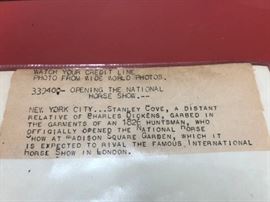 WATCH YOUR CREDIT LINE
PHOTO FROM WIDE WORLD PHOTOS.
339400- OPENING THE NATIONAL
HORSE SHOW.--
NEW YORK CITY...STANLEY COVE, A DISTANT
RELATIVE OF CHARLES DICKENS, GARBED IN
THE GARMENTS OF AN 1826 HUNTSMAN, WHO
OFFICIALLY OPENED THE NATIONAL HORSE
SHOW AT MADISON SQUARE GARDEN, WHICH IT
IS EXPECTED TO RIVAL THE FAMOUS INTERNATIONAL
HORSE SHOW IN LONDON.